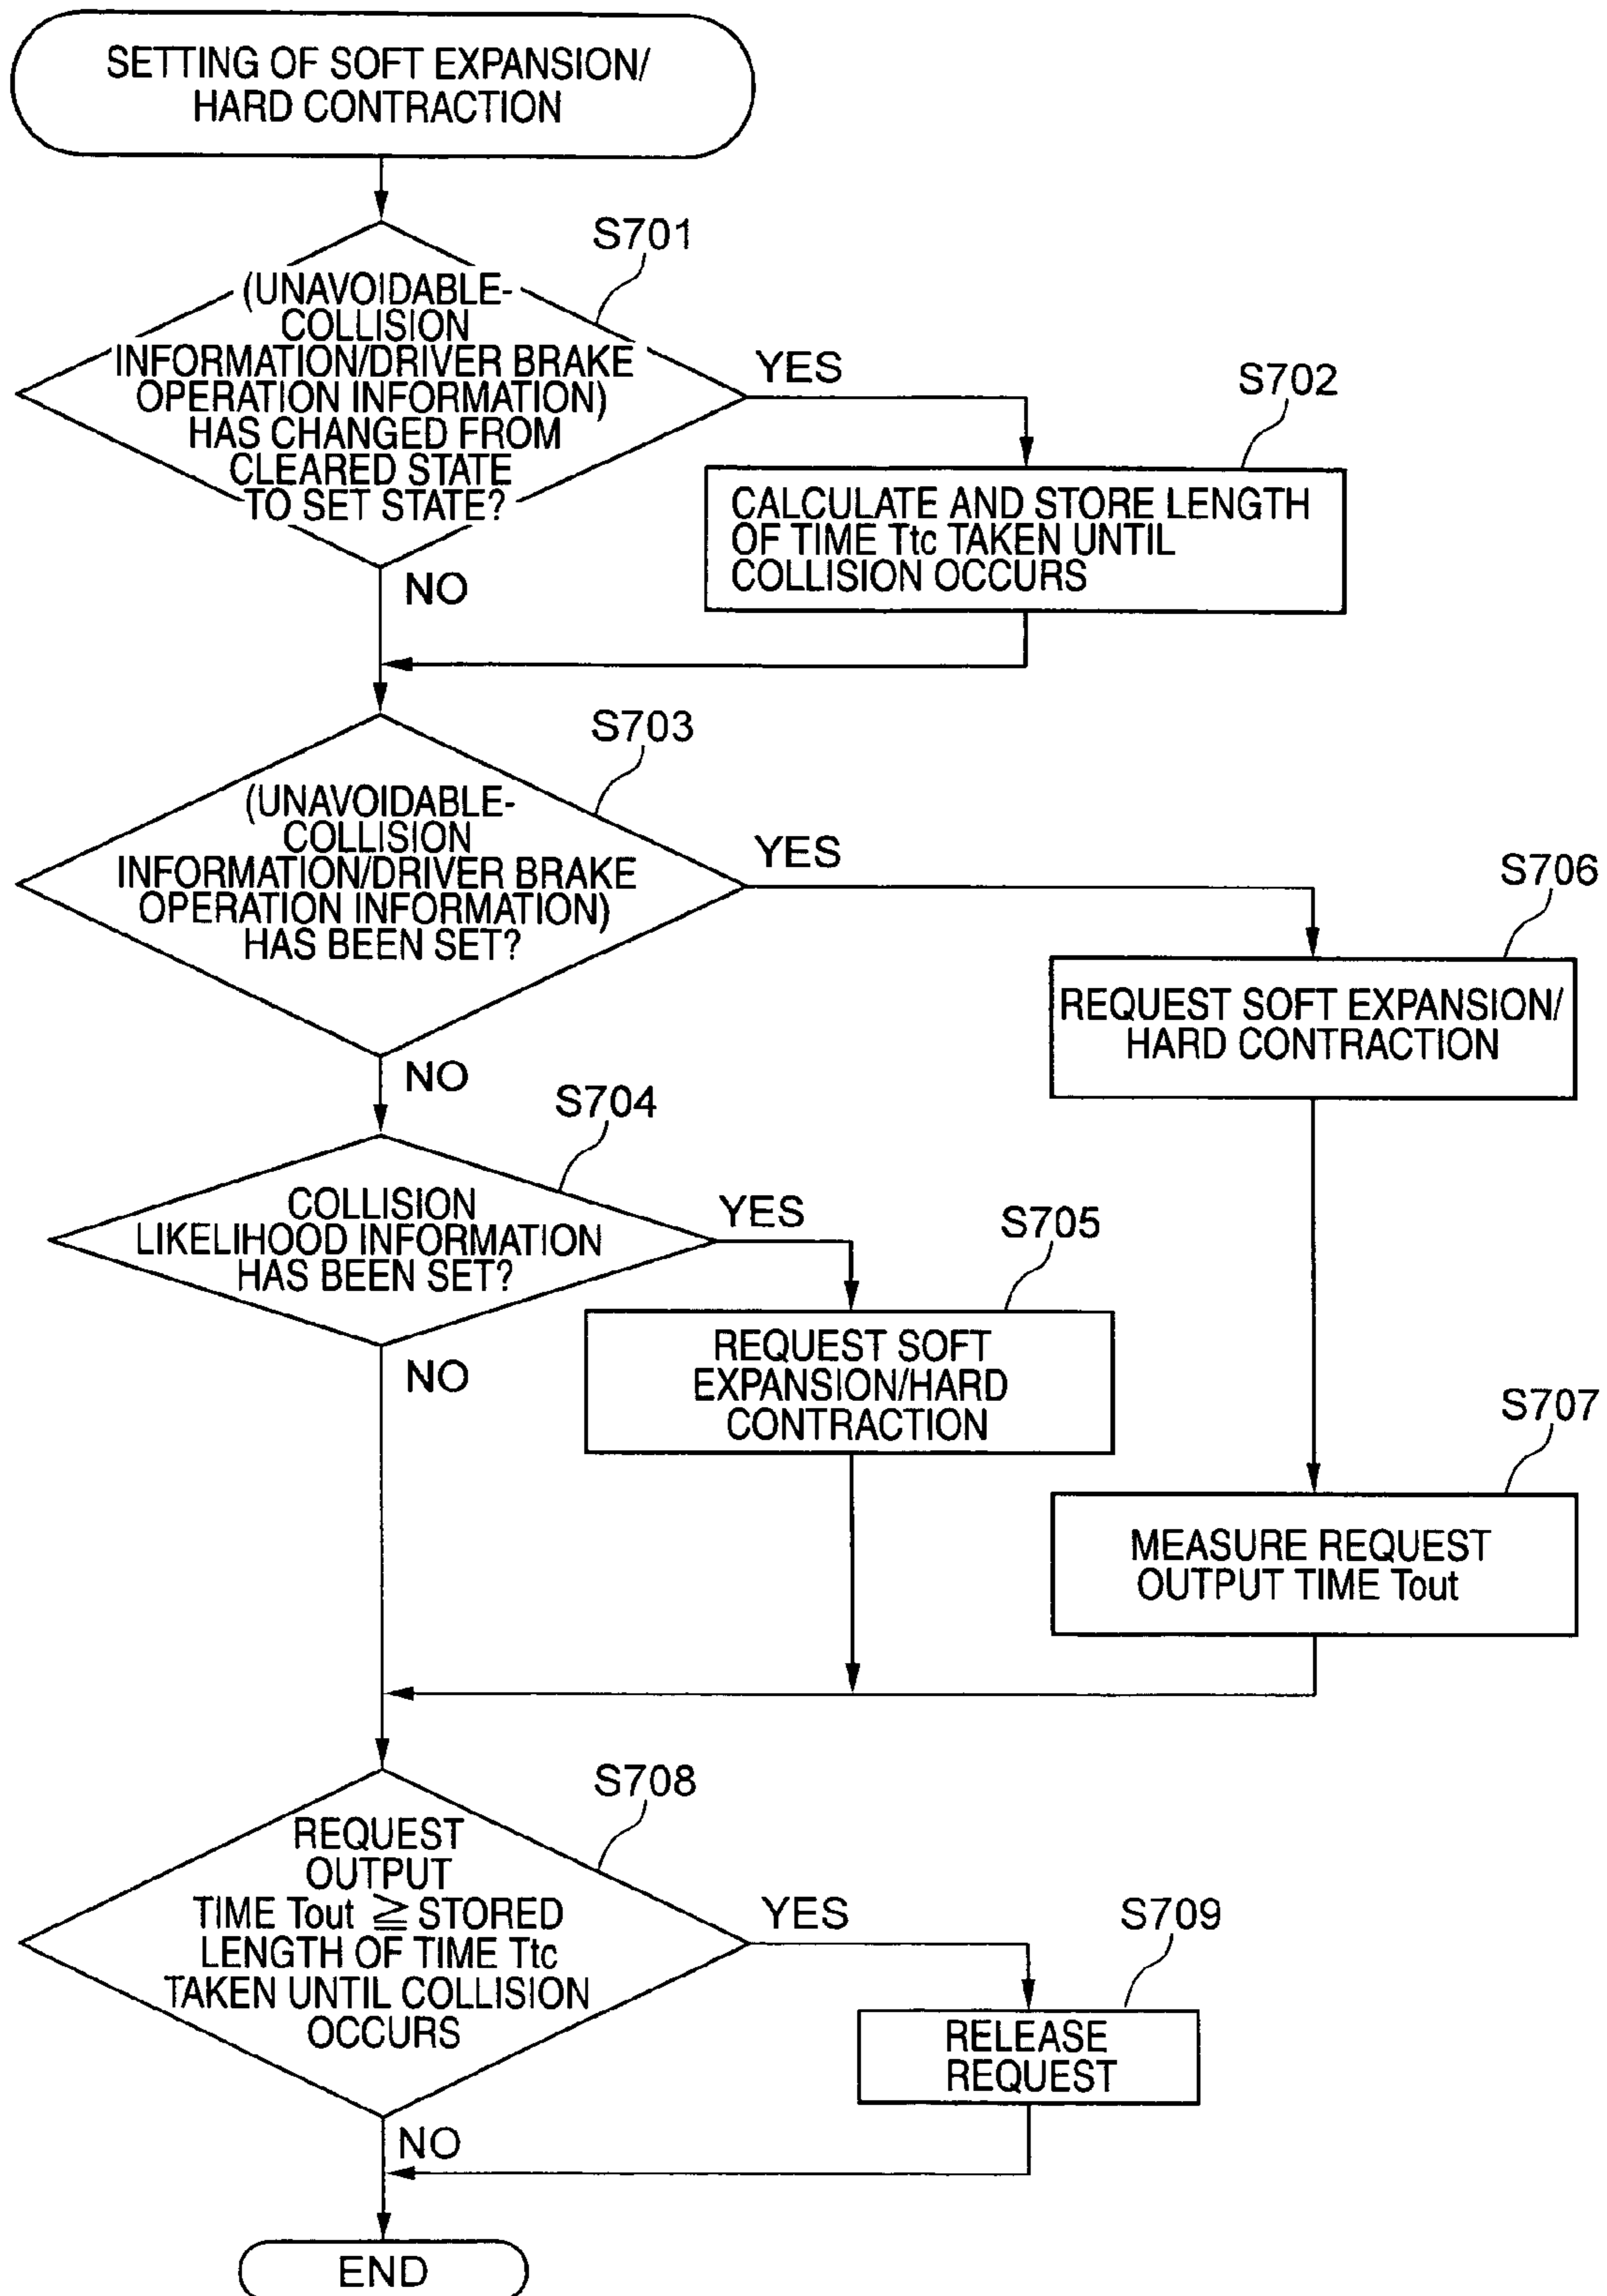 SETTING OF SOFT EXPANSION/
HARD CONTRACTION
S701
(UNAVOIDABLE-
COLLISION
INFORMATION/DRIVER BRAKE
OPERATION INFORMATION)
HAS CHANGED FROM
CLEARED STATE
TO SET STATE?
YES
NO
S702
CALCULATE AND STORE LENGTH
OF TIME Ttc TAKEN UNTIL
COLLISION OCCURS
S703
(UNAVOIDABLE-
COLLISION
INFORMATION/DRIVER BRAKE
OPERATION INFORMATION)
HAS BEEN SET?
YES
NO
S706
REQUEST SOFT EXPANSION/
HARD CONTRACTION
S704
COLLISION
LIKELIHOOD INFORMATION
HAS BEEN SET?
YES
NO
S705
REQUEST SOFT
EXPANSION/HARD
CONTRACTION
S707
MEASURE REQUEST
OUTPUT TIME Tout
S708
REQUEST
OUTPUT
TIME Tout ≧ STORED
LENGTH OF TIME Ttc
TAKEN UNTIL COLLISION
OCCURS
YES
NO
S709
RELEASE
REQUEST
END